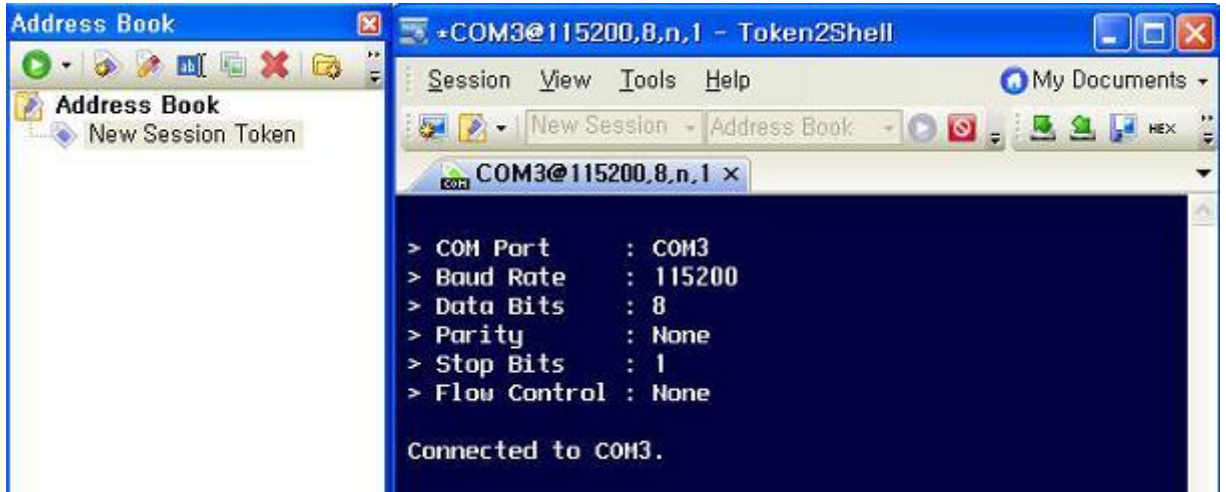 Address Book
Address Book
New Session Token
*COM3@115200,8,n,1 - Token2Shell
Session View Tools Help My Documents
New Session Address Book HEX
COM COM3@115200,8,n,1 ×
> COM Port : COM3
> Baud Rate : 115200
> Data Bits : 8
> Parity : None
> Stop Bits : 1
> Flow Control : None
Connected to COM3.